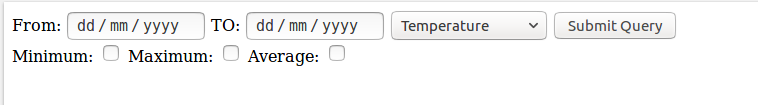 From: dd / mm / yyyy TO: dd / mm / yyyy Temperature Submit Query
Minimum: Maximum: Average: